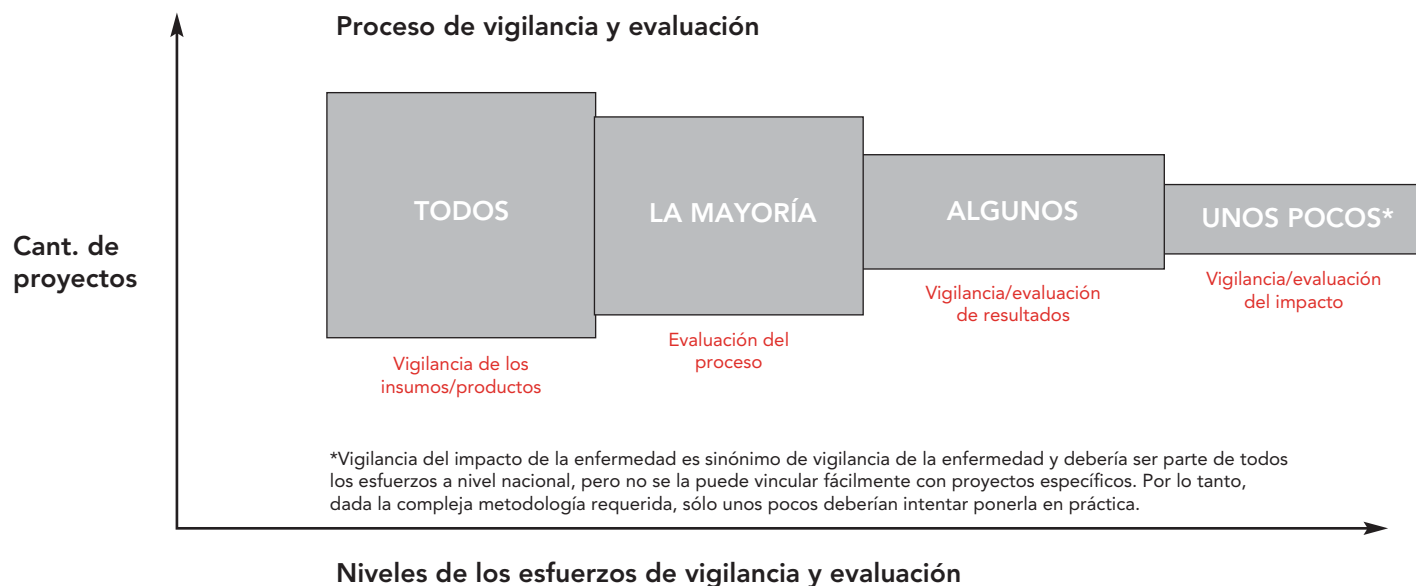 Proceso de vigilancia y evaluación
Cant. de
proyectos
TODOS
LA MAYORÍA
ALGUNOS
UNOS POCOS*
Vigilancia de los
insumos/productos
Evaluación del
proceso
Vigilancia/evaluación
de resultados
Vigilancia/evaluación
del impacto
*Vigilancia del impacto de la enfermedad es sinónimo de vigilancia de la enfermedad y debería ser parte de todos
los esfuerzos a nivel nacional, pero no se la puede vincular fácilmente con proyectos específicos. Por lo tanto,
dada la compleja metodología requerida, sólo unos pocos deberían intentar ponerla en práctica.
Niveles de los esfuerzos de vigilancia y evaluación